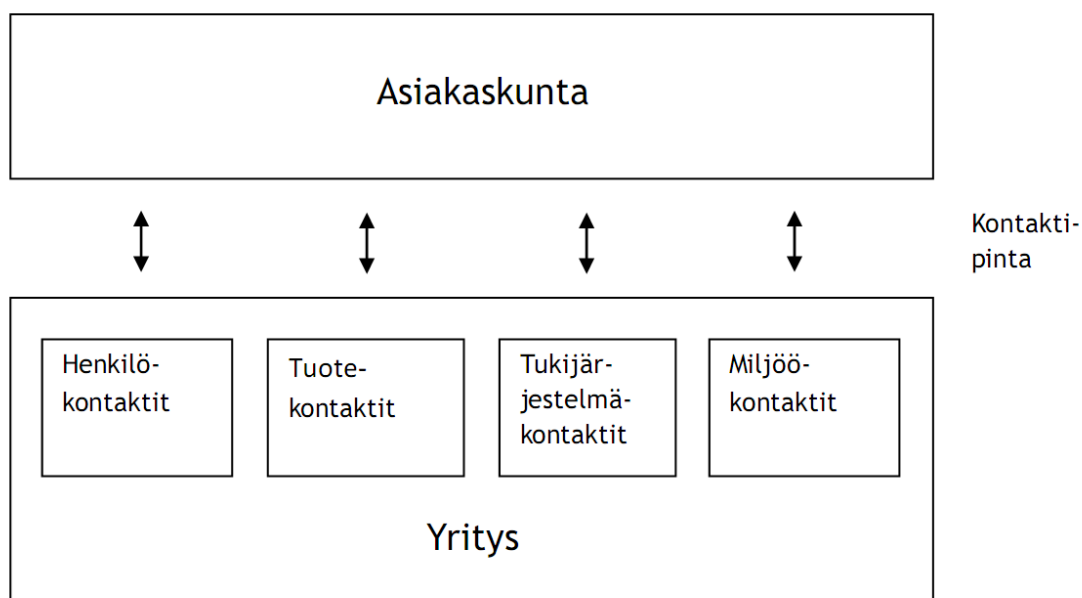 Asiakaskunta
Kontakti-
pinta
Henkilö-
kontaktit
Tuote-
kontaktit
Tukijär-
jestelmä-
kontaktit
Miljöö-
kontaktit
Yritys